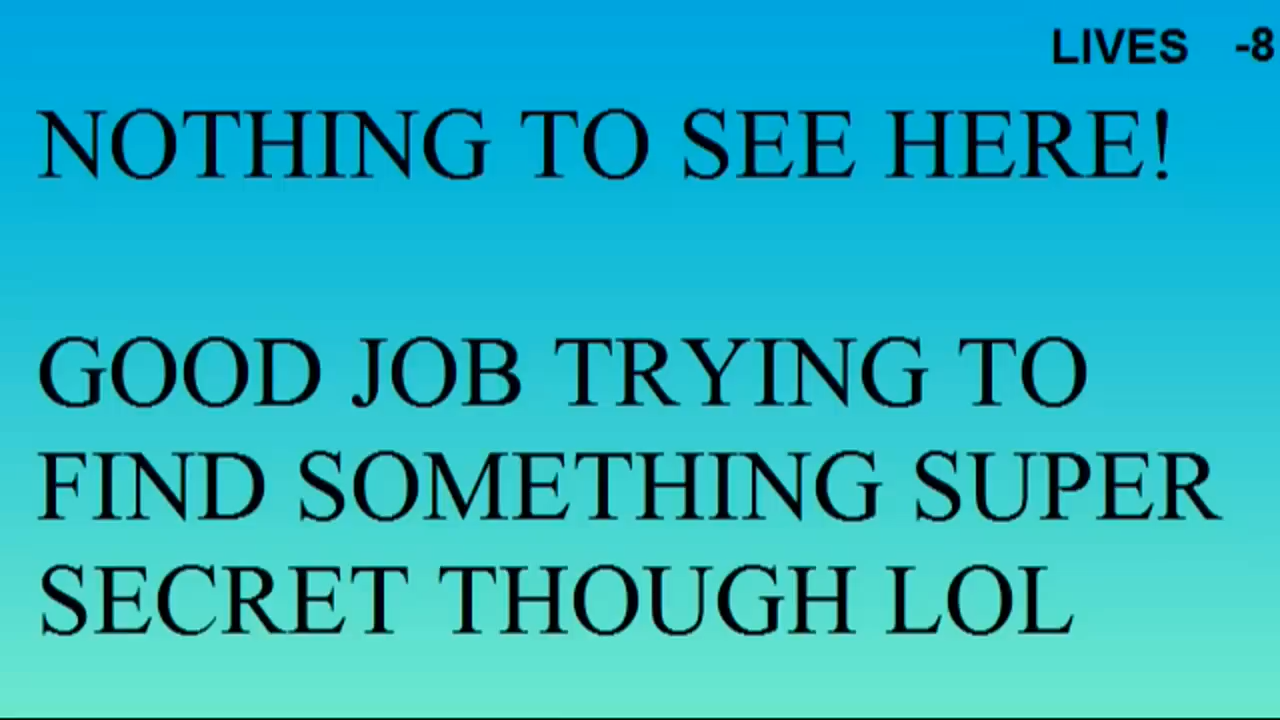 LIVES -8
NOTHING TO SEE HERE!
GOOD JOB TRYING TO
FIND SOMETHING SUPER
SECRET THOUGH LOL